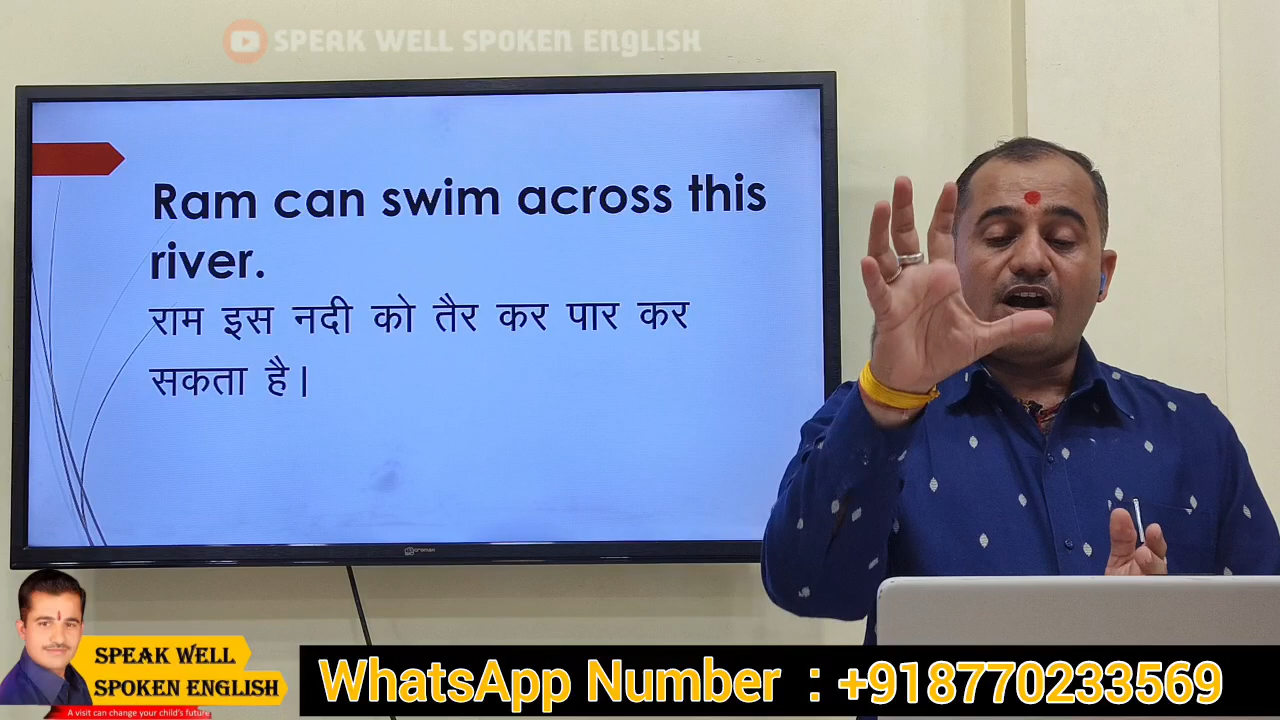 SPEAK WELL SPOKEN ENGLISH
Ram can swim across this
river.
राम इस नदी को तैर कर पार कर
सकता है।
SPEAK WELL
SPOKEN ENGLISH
A visit can change your child's future
WhatsApp Number : +918770233569